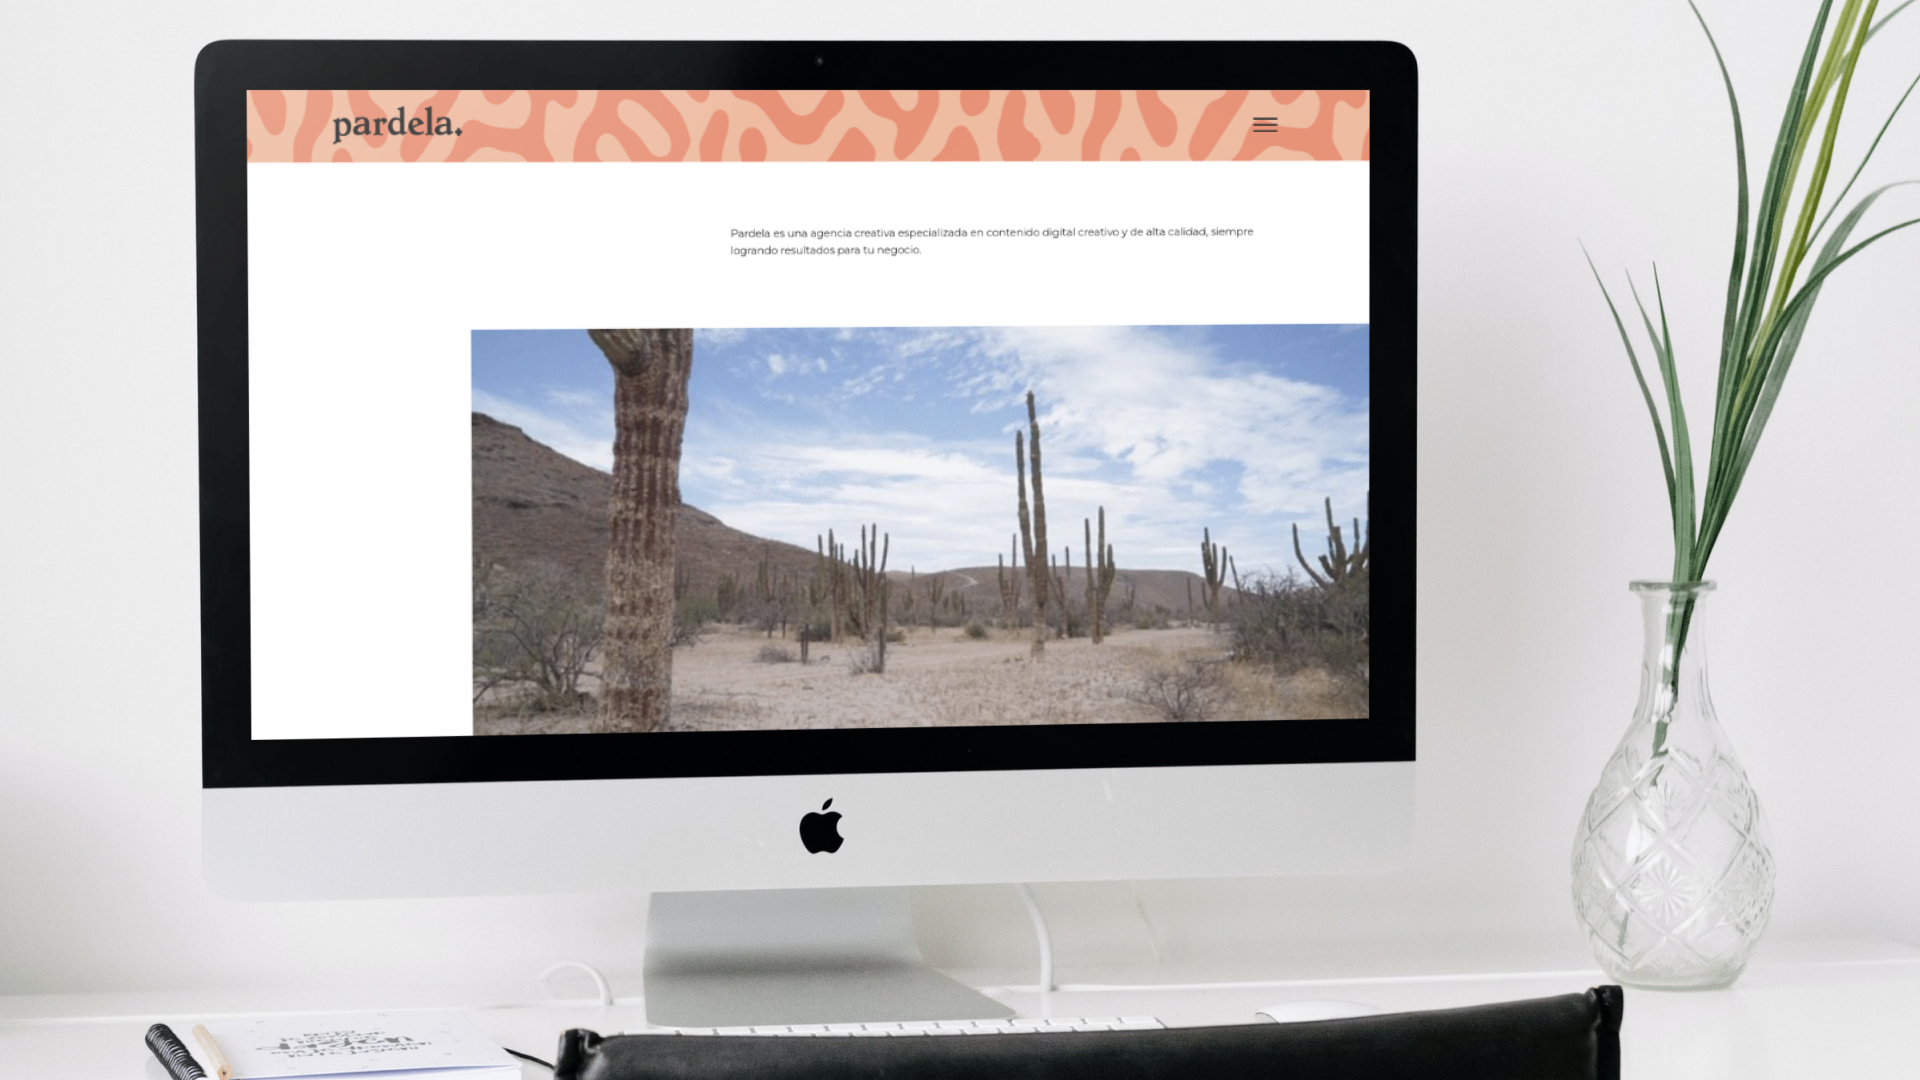 pardela.
Pardela es una agencia creativa especializada en contenido digital creativo y de alta calidad, siempre
logrando resultados para tu negocio.